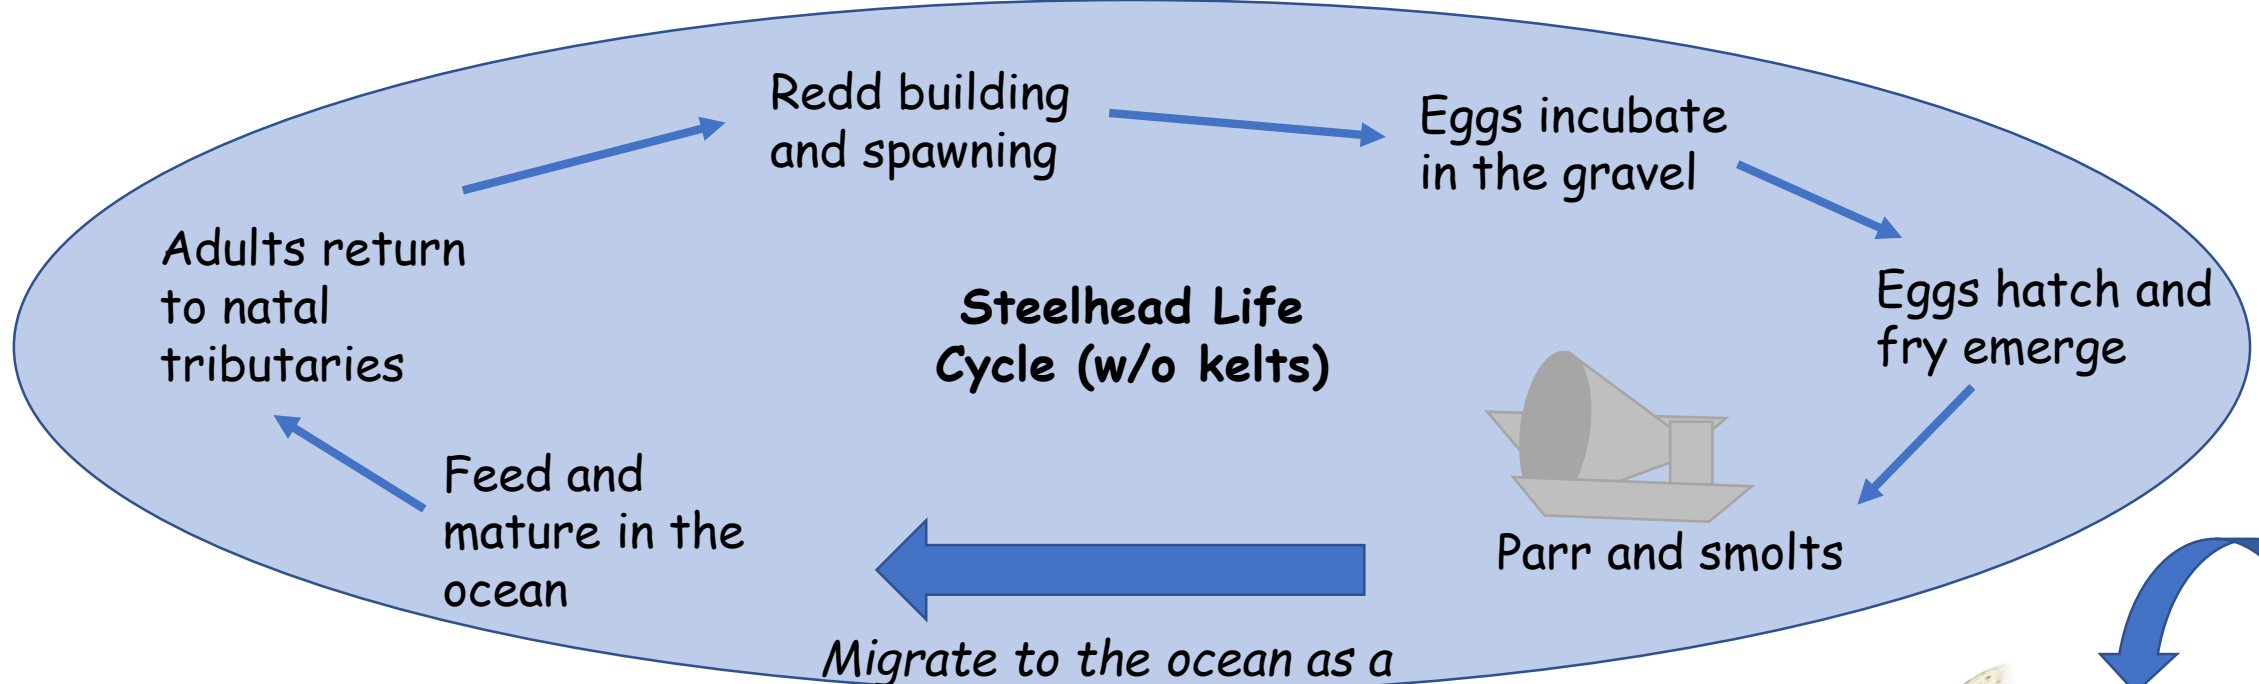 Redd building
and spawning
Eggs incubate
in the gravel
Adults return
to natal
tributaries
Steelhead Life
Cycle (w/o kelts)
Eggs hatch and
fry emerge
Feed and
mature in the
ocean
Parr and smolts
Migrate to the ocean as a